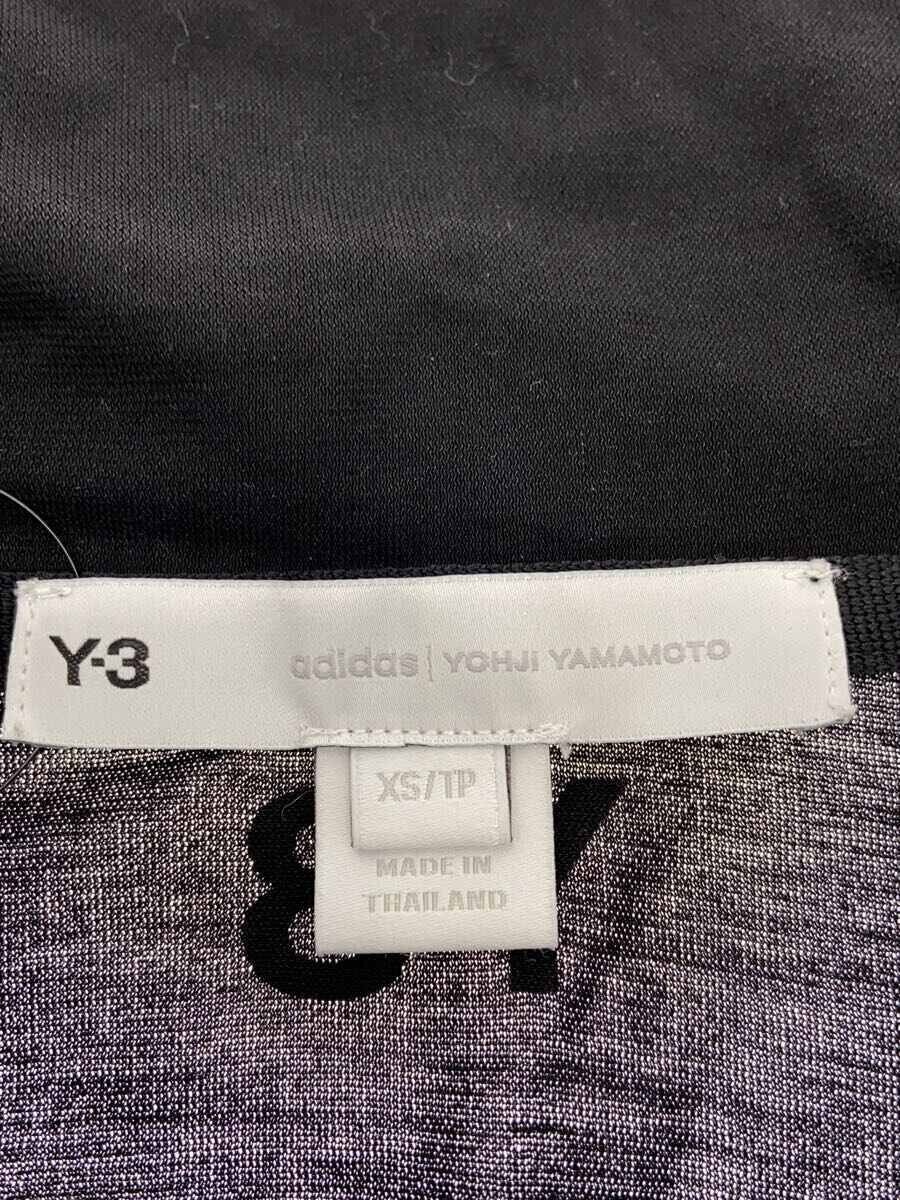 Y-3 adidas | YOHJI YAMAMOTO
XS/TP
MADE IN
THAILAND